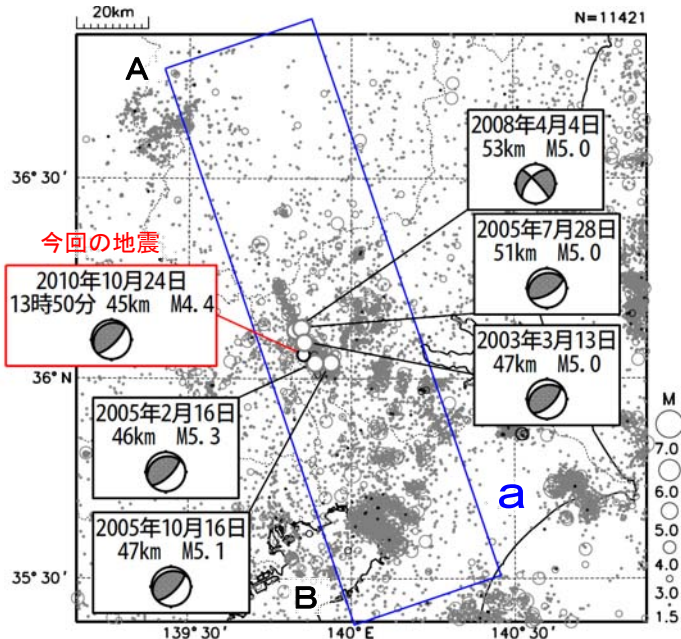 20km
N=11421
A
2008年4月4日
53km M5.0
36°30′
今回の地震
2005年7月28日
51km M5.0
2010年10月24日
13時50分 45km M4.4
2003年3月13日
47km M5.0
36°N
2005年2月16日
46km M5.3
M
7.0
6.0
5.0
4.0
3.0
1.5
a
2005年10月16日
47km M5.1
35°30′
B
139°30′
140°E
140°30′